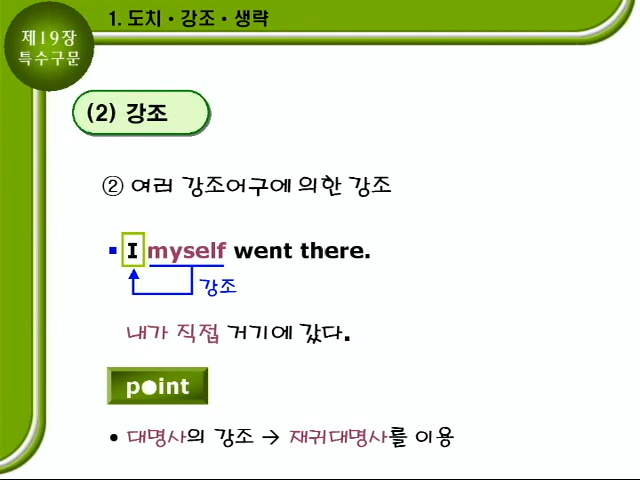 1. 도치·강조·생략
제19장
특수구문
(2) 강조
② 여러 강조어구에 의한 강조
▪ I myself went there.
강조
내가 직접 거기에 갔다.
point
• 대명사의 강조 → 재귀대명사를 이용